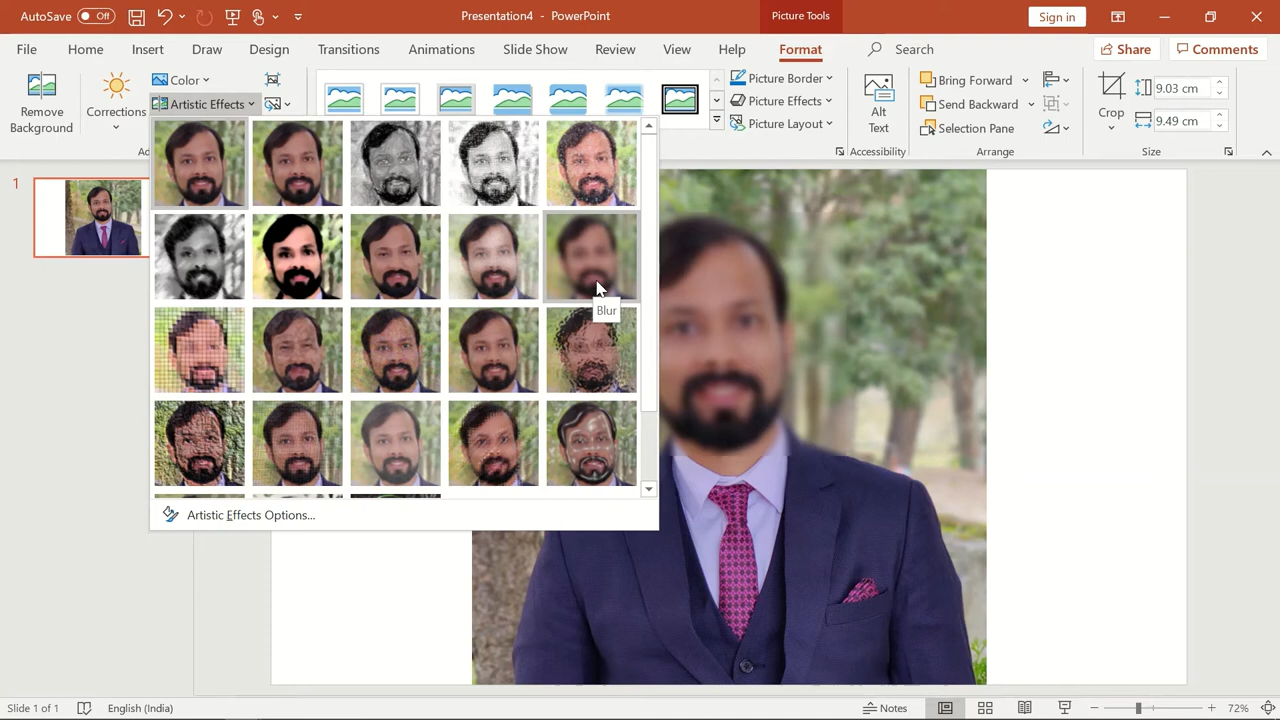 AutoSave Off
Presentation4 - PowerPoint
Picture Tools
Sign in
File Home Insert Draw Design Transitions Animations Slide Show Review View Help Format Search
Share Comments
Remove
Background
Corrections
Color
Artistic Effects
Ad
Picture Border
Picture Effects
Picture Layout
Alt
Text
Accessibility
Bring Forward
Send Backward
Selection Pane
Arrange
Crop
9.03 cm
9.49 cm
Size
1
Blur
Artistic Effects Options...
Slide 1 of 1 English (India) Notes 72%